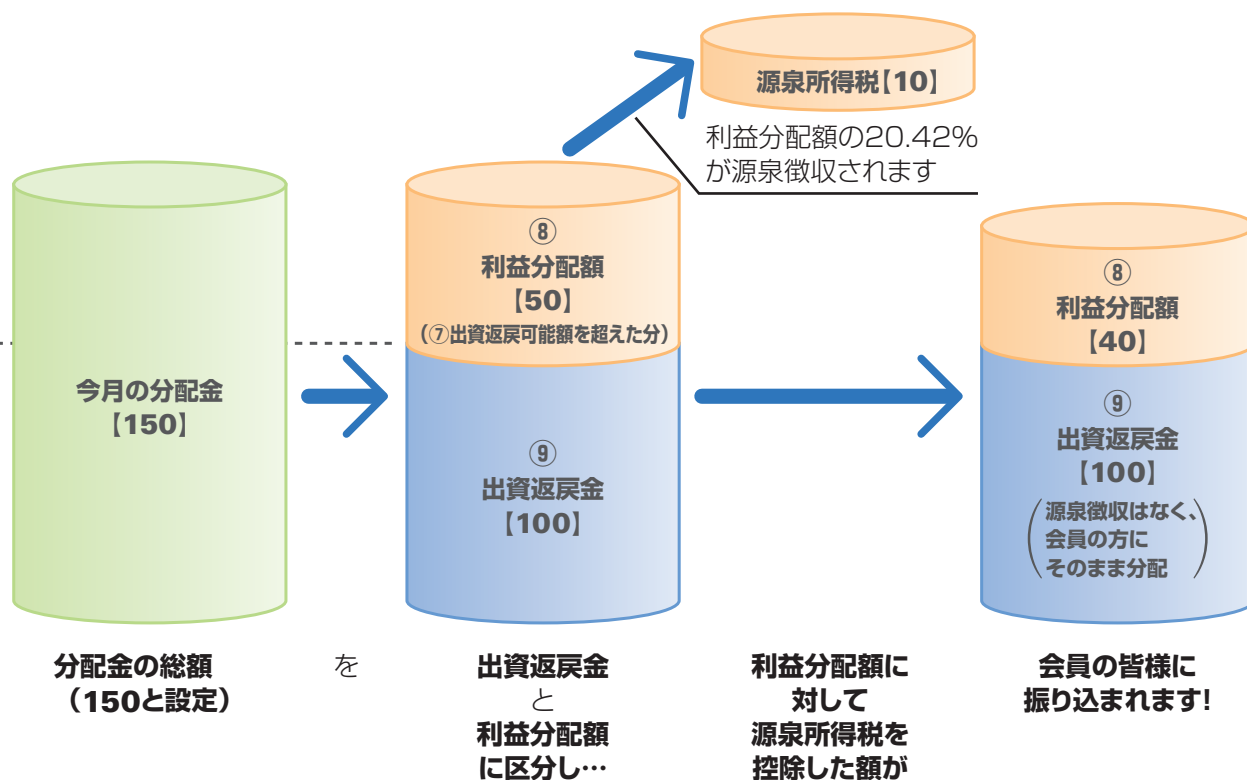 源泉所得税【10】
利益分配額の20.42%
が源泉徴収されます
今月の分配金
【150】
⑧
利益分配額
【50】
(⑦出資返戻可能額を超えた分)
⑨
出資返戻金
【100】
⑧
利益分配額
【40】
⑨
出資返戻金
【100】
(源泉徴収はなく、
会員の方に
そのまま分配)
分配金の総額
(150と設定)
を
出資返戻金
と
利益分配額
に区分し…
利益分配額に
対して
源泉所得税を
控除した額が
会員の皆様に
振り込まれます!